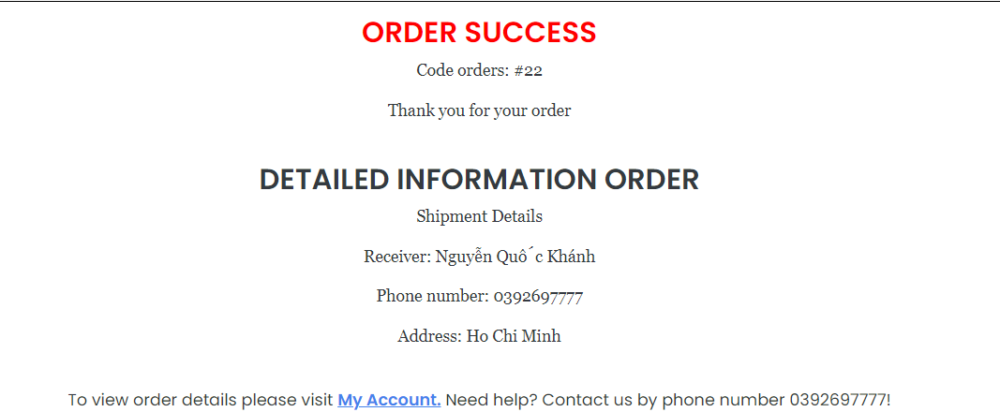 ORDER SUCCESS
Code orders: #22
Thank you for your order
DETAILED INFORMATION ORDER
Shipment Details
Receiver: Nguyễn Quốc Khánh
Phone number: 0392697777
Address: Ho Chi Minh
To view order details please visit My Account. Need help? Contact us by phone number 0392697777!